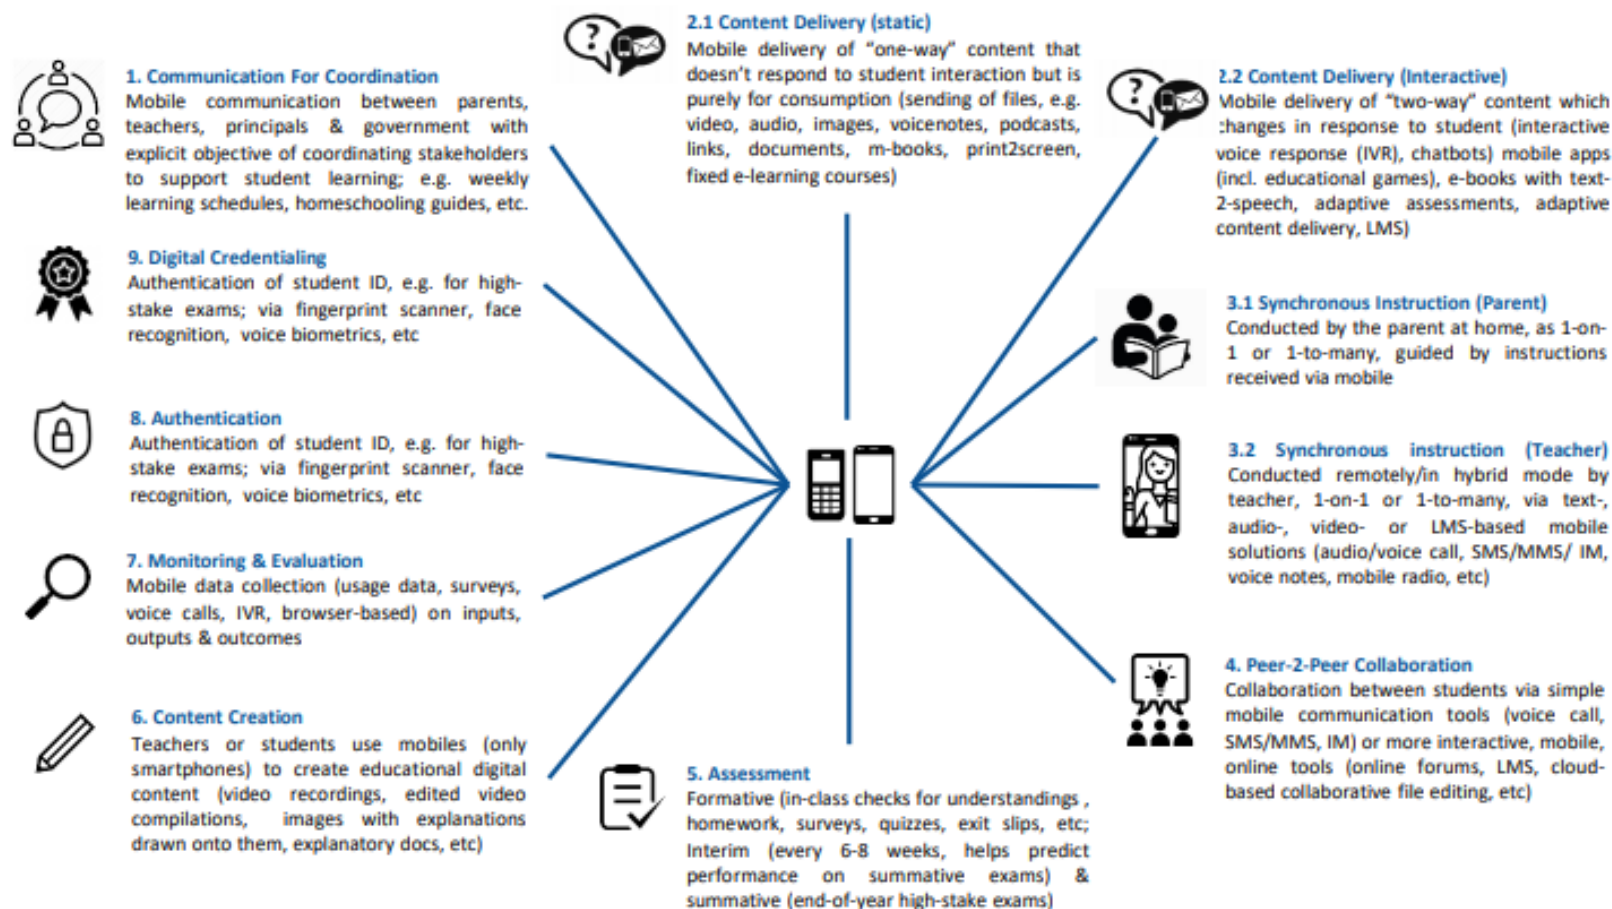 1. Communication For Coordination
Mobile communication between parents,
teachers, principals & government with
explicit objective of coordinating stakeholders
to support student learning; e.g. weekly
learning schedules, homeschooling guides, etc.
2.1 Content Delivery (static)
Mobile delivery of “one-way” content that
doesn’t respond to student interaction but is
purely for consumption (sending of files, e.g.
video, audio, images, voicenotes, podcasts,
links, documents, m-books, print2screen,
fixed e-learning courses)
2.2 Content Delivery (Interactive)
Mobile delivery of “two-way” content which
changes in response to student (interactive
voice response (IVR), chatbots) mobile apps
(incl. educational games), e-books with text-
2-speech, adaptive assessments, adaptive
content delivery, LMS)
3.1 Synchronous Instruction (Parent)
Conducted by the parent at home, as 1-on-
1 or 1-to-many, guided by instructions
received via mobile
3.2 Synchronous instruction (Teacher)
Conducted remotely/in hybrid mode by
teacher, 1-on-1 or 1-to-many, via text-,
audio-, video- or LMS-based mobile
solutions (audio/voice call, SMS/MMS/ IM,
voice notes, mobile radio, etc)
4. Peer-2-Peer Collaboration
Collaboration between students via simple
mobile communication tools (voice call,
SMS/MMS, IM) or more interactive, mobile,
online tools (online forums, LMS, cloud-
based collaborative file editing, etc)
5. Assessment
Formative (in-class checks for understandings ,
homework, surveys, quizzes, exit slips, etc;
Interim (every 6-8 weeks, helps predict
performance on summative exams) &
summative (end-of-year high-stake exams)
6. Content Creation
Teachers or students use mobiles (only
smartphones) to create educational digital
content (video recordings, edited video
compilations, images with explanations
drawn onto them, explanatory docs, etc)
7. Monitoring & Evaluation
Mobile data collection (usage data, surveys,
voice calls, IVR, browser-based) on inputs,
outputs & outcomes
8. Authentication
Authentication of student ID, e.g. for high-
stake exams; via fingerprint scanner, face
recognition, voice biometrics, etc
9. Digital Credentialing
Authentication of student ID, e.g. for high-
stake exams; via fingerprint scanner, face
recognition, voice biometrics, etc
?
?